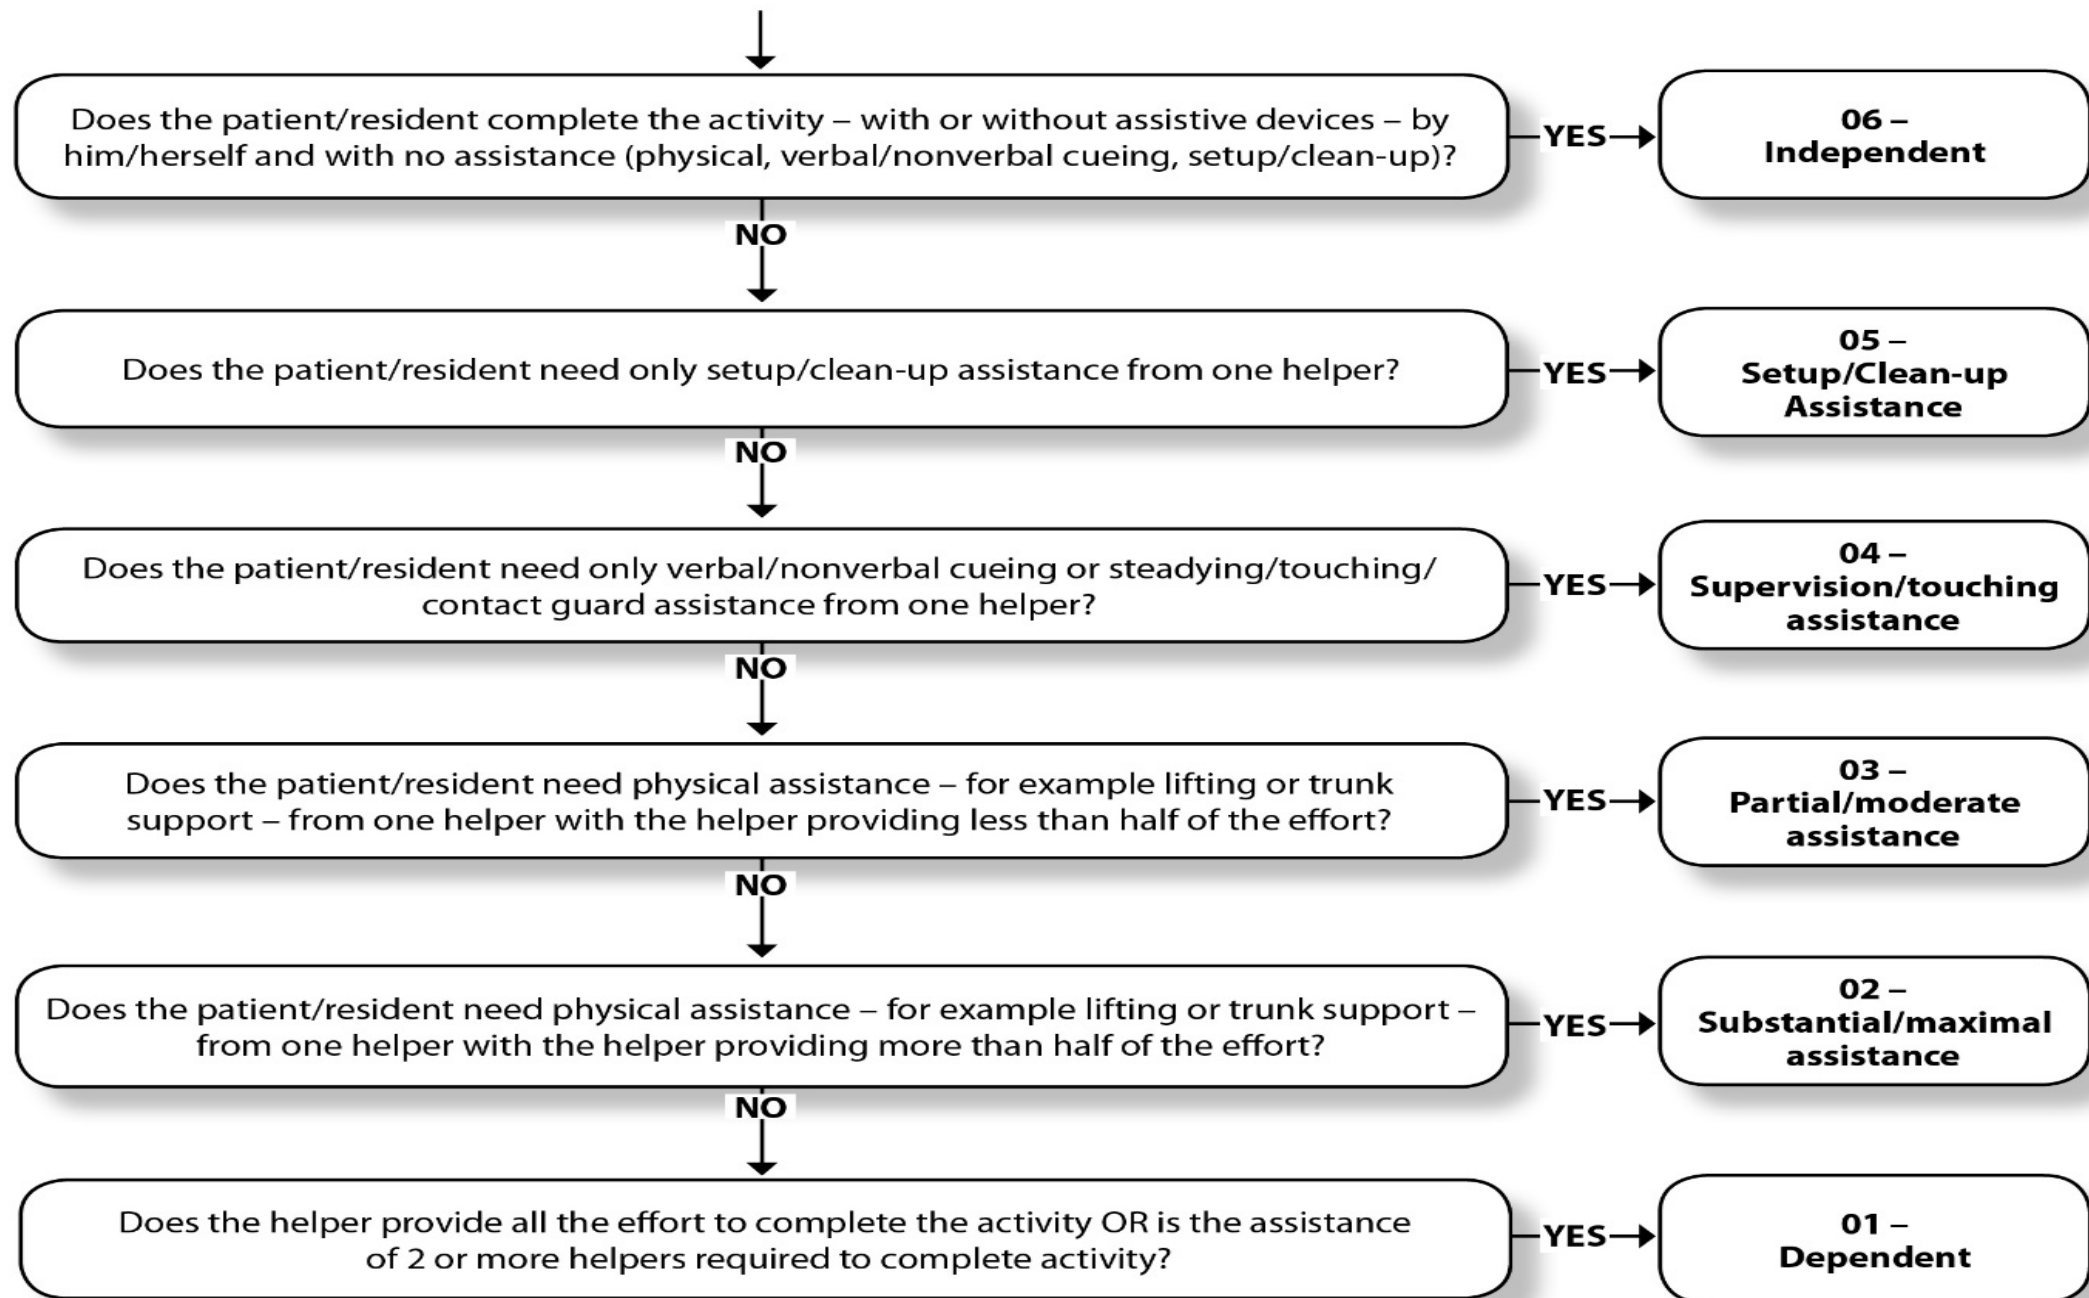 Does the patient/resident complete the activity – with or without assistive devices – by
him/herself and with no assistance (physical, verbal/nonverbal cueing, setup/clean-up)?
YES
06 –
Independent
NO
Does the patient/resident need only setup/clean-up assistance from one helper?
YES
05 –
Setup/Clean-up
Assistance
NO
Does the patient/resident need only verbal/nonverbal cueing or steadying/touching/
contact guard assistance from one helper?
YES
04 –
Supervision/touching
assistance
NO
Does the patient/resident need physical assistance – for example lifting or trunk
support – from one helper with the helper providing less than half of the effort?
YES
03 –
Partial/moderate
assistance
NO
Does the patient/resident need physical assistance – for example lifting or trunk support –
from one helper with the helper providing more than half of the effort?
YES
02 –
Substantial/maximal
assistance
NO
Does the helper provide all the effort to complete the activity OR is the assistance
of 2 or more helpers required to complete activity?
YES
01 –
Dependent